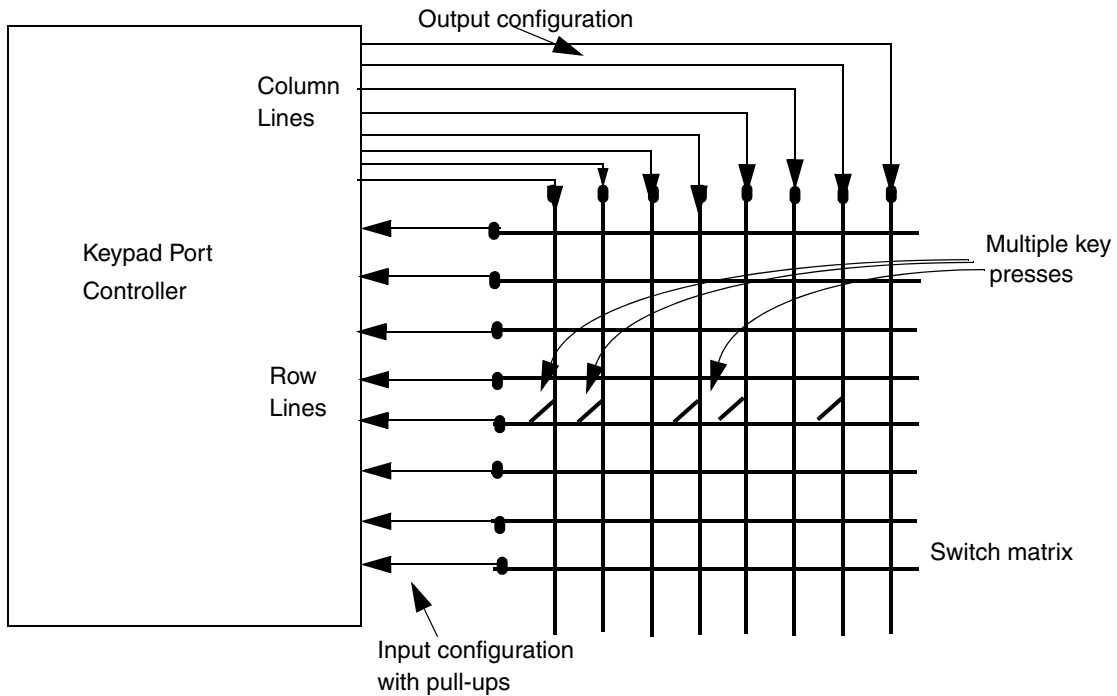 Output configuration
Column
Lines
Keypad Port
Controller
Multiple key
presses
Row
Lines
Switch matrix
Input configuration
with pull-ups